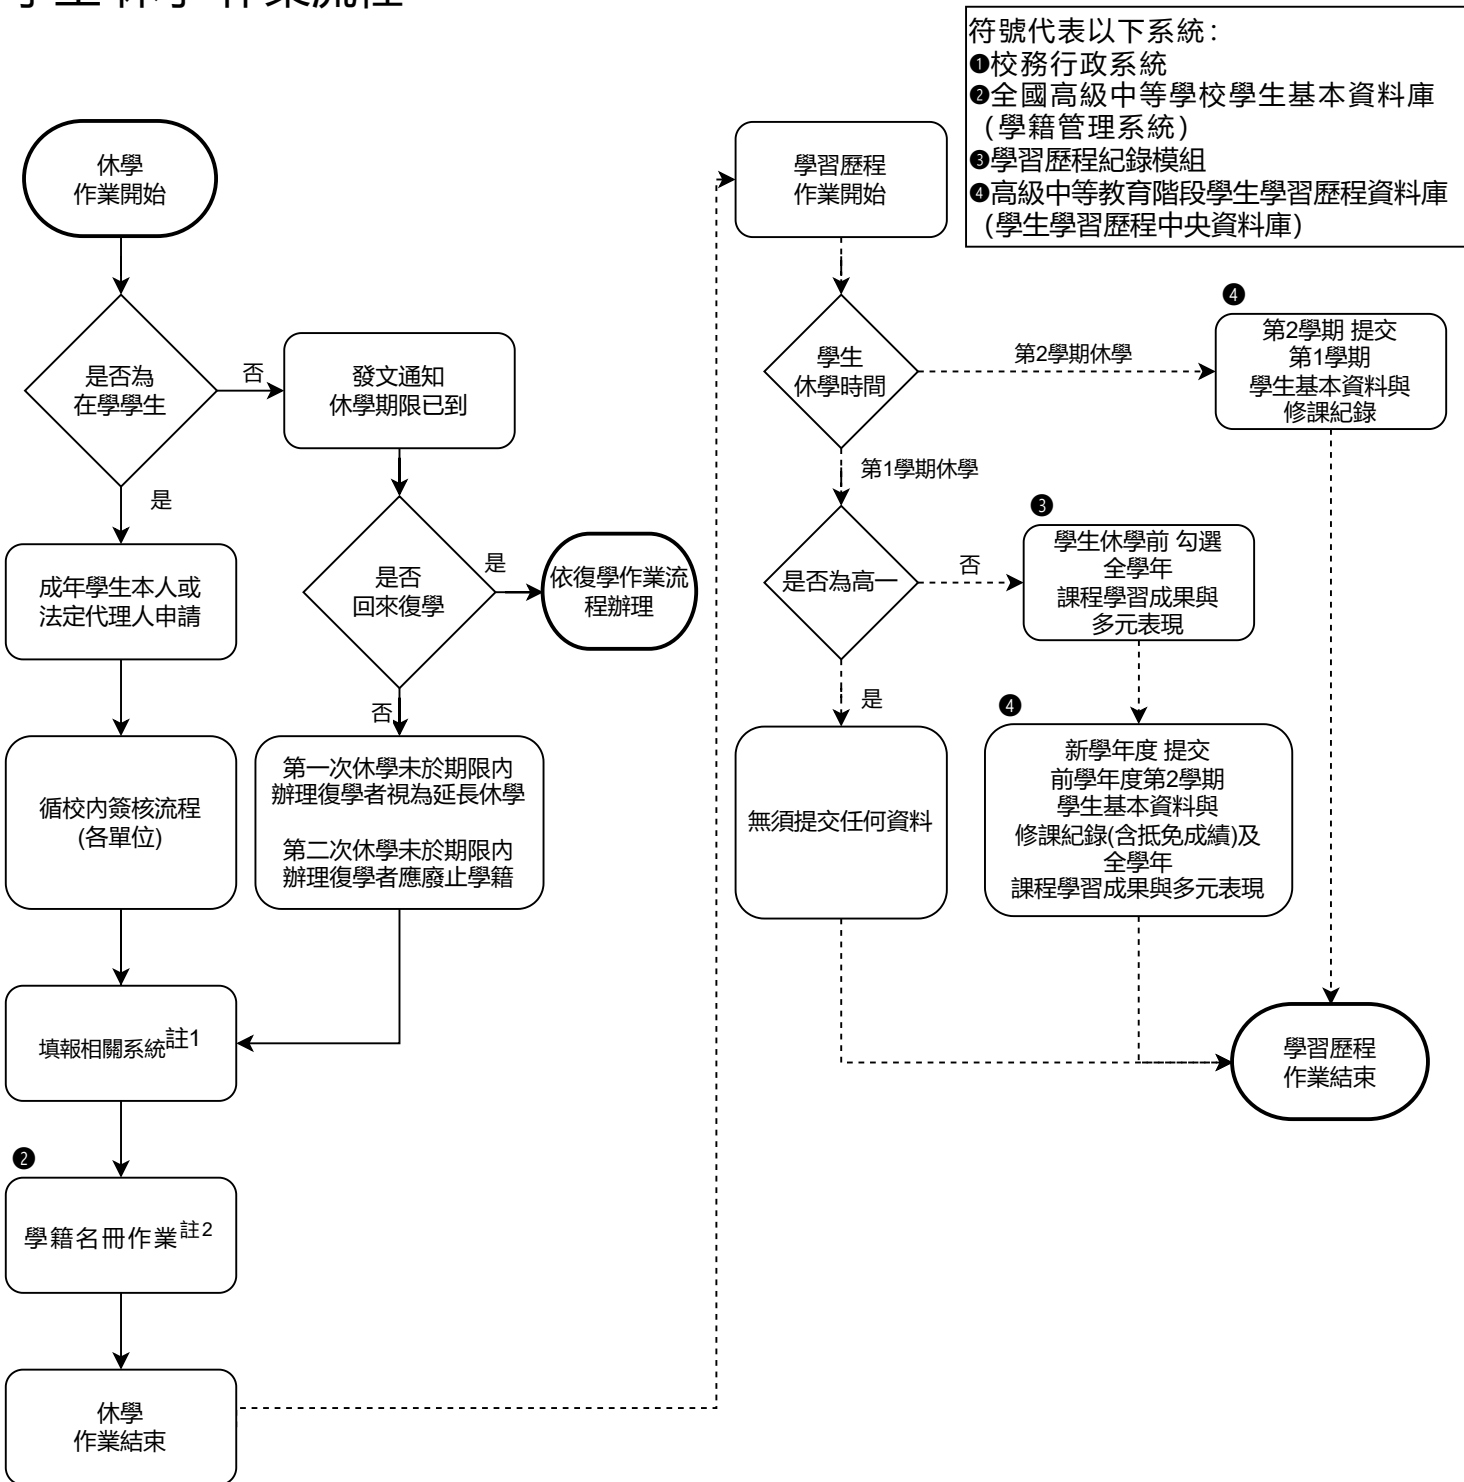 學生休學作業流程
符號代表以下系統：
❶校務行政系統
❷全國高級中等學校學生基本資料庫
（學籍管理系統）
❸學習歷程紀錄模組
❹高級中等教育階段學生學習歷程資料庫
（學生學習歷程中央資料庫）
休學
作業開始
是否為
在學學生
否
是
發文通知
休學期限已到
是否
回來復學
是
否
依復學作業流
程辦理
成年學生本人或
法定代理人申請
循校內簽核流程
(各單位)
第一次休學未於期限內
辦理復學者視為延長休學
第二次休學未於期限內
辦理復學者應廢止學籍
填報相關系統註1
❷
學籍名冊作業註2
休學
作業結束
學習歷程
作業開始
學生
休學時間
第2學期休學
第1學期休學
❹
第2學期 提交
第1學期
學生基本資料與
修課紀錄
是否為高一
否
是
❸
學生休學前 勾選
全學年
課程學習成果與
多元表現
無須提交任何資料
❹
新學年度 提交
前學年度第2學期
學生基本資料與
修課紀錄(含抵免成績)及
全學年
課程學習成果與多元表現
學習歷程
作業結束